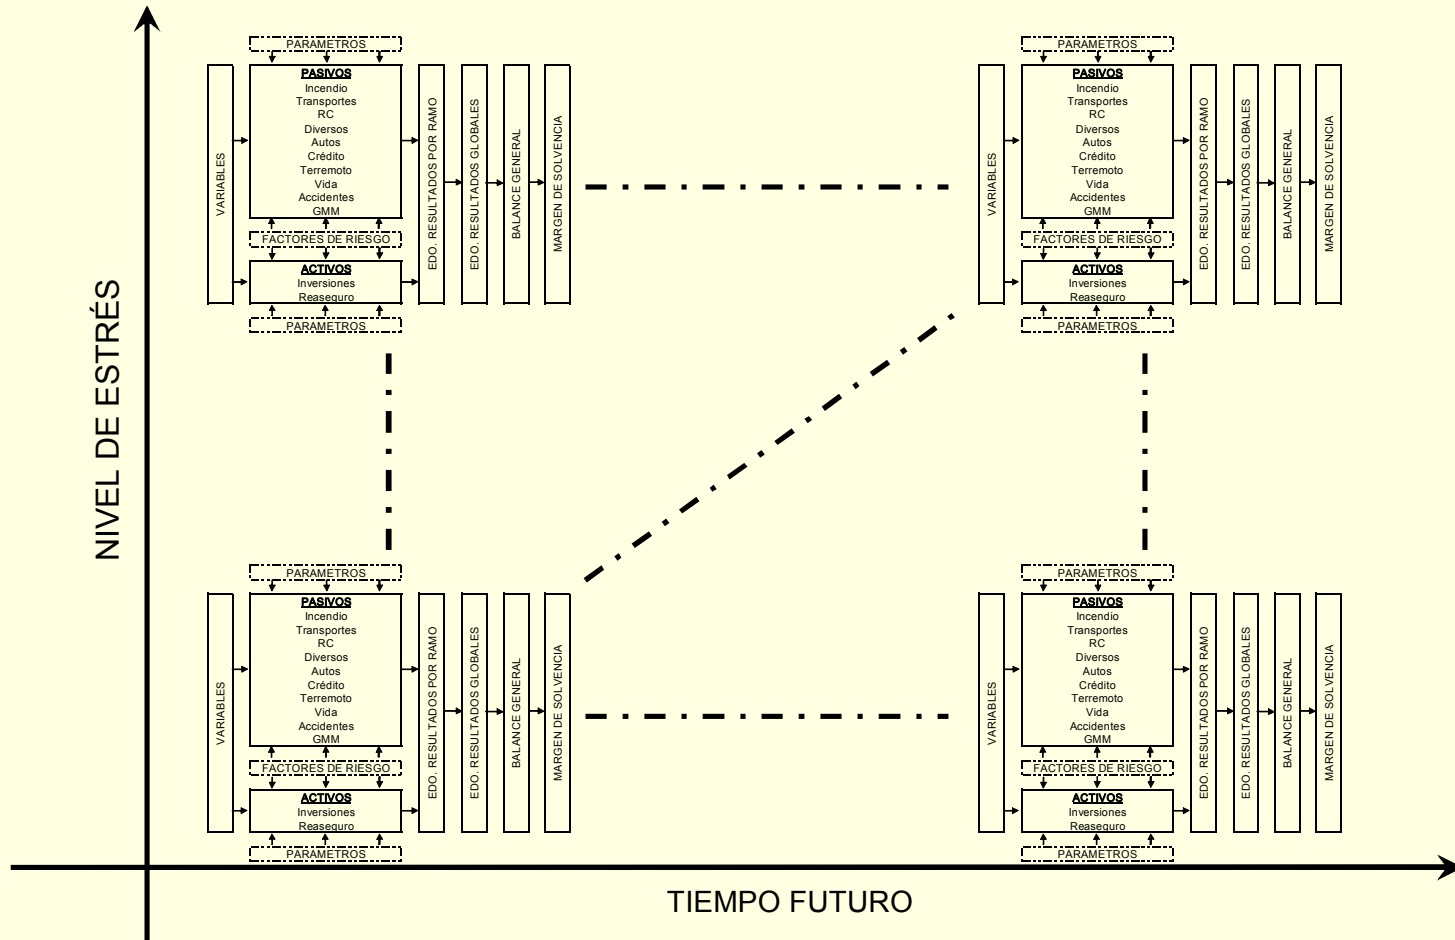 NIVEL DE ESTRÉS
PARAMETROS
VARIABLES
PASIVOS
Incendio
Transportes
RC
Diversos
Autos
Crédito
Terremoto
Vida
Accidentes
GMM
FACTORES DE RIESGO
ACTIVOS
Inversiones
Reaseguro
PARAMETROS
EDO. RESULTADOS POR RAMO
EDO. RESULTADOS GLOBALES
BALANCE GENERAL
MARGEN DE SOLVENCIA
PARAMETROS
VARIABLES
PASIVOS
Incendio
Transportes
RC
Diversos
Autos
Crédito
Terremoto
Vida
Accidentes
GMM
FACTORES DE RIESGO
ACTIVOS
Inversiones
Reaseguro
PARAMETROS
EDO. RESULTADOS POR RAMO
EDO. RESULTADOS GLOBALES
BALANCE GENERAL
MARGEN DE SOLVENCIA
PARAMETROS
VARIABLES
PASIVOS
Incendio
Transportes
RC
Diversos
Autos
Crédito
Terremoto
Vida
Accidentes
GMM
FACTORES DE RIESGO
ACTIVOS
Inversiones
Reaseguro
PARAMETROS
EDO. RESULTADOS POR RAMO
EDO. RESULTADOS GLOBALES
BALANCE GENERAL
MARGEN DE SOLVENCIA
PARAMETROS
VARIABLES
PASIVOS
Incendio
Transportes
RC
Diversos
Autos
Crédito
Terremoto
Vida
Accidentes
GMM
FACTORES DE RIESGO
ACTIVOS
Inversiones
Reaseguro
PARAMETROS
EDO. RESULTADOS POR RAMO
EDO. RESULTADOS GLOBALES
BALANCE GENERAL
MARGEN DE SOLVENCIA
TIEMPO FUTURO